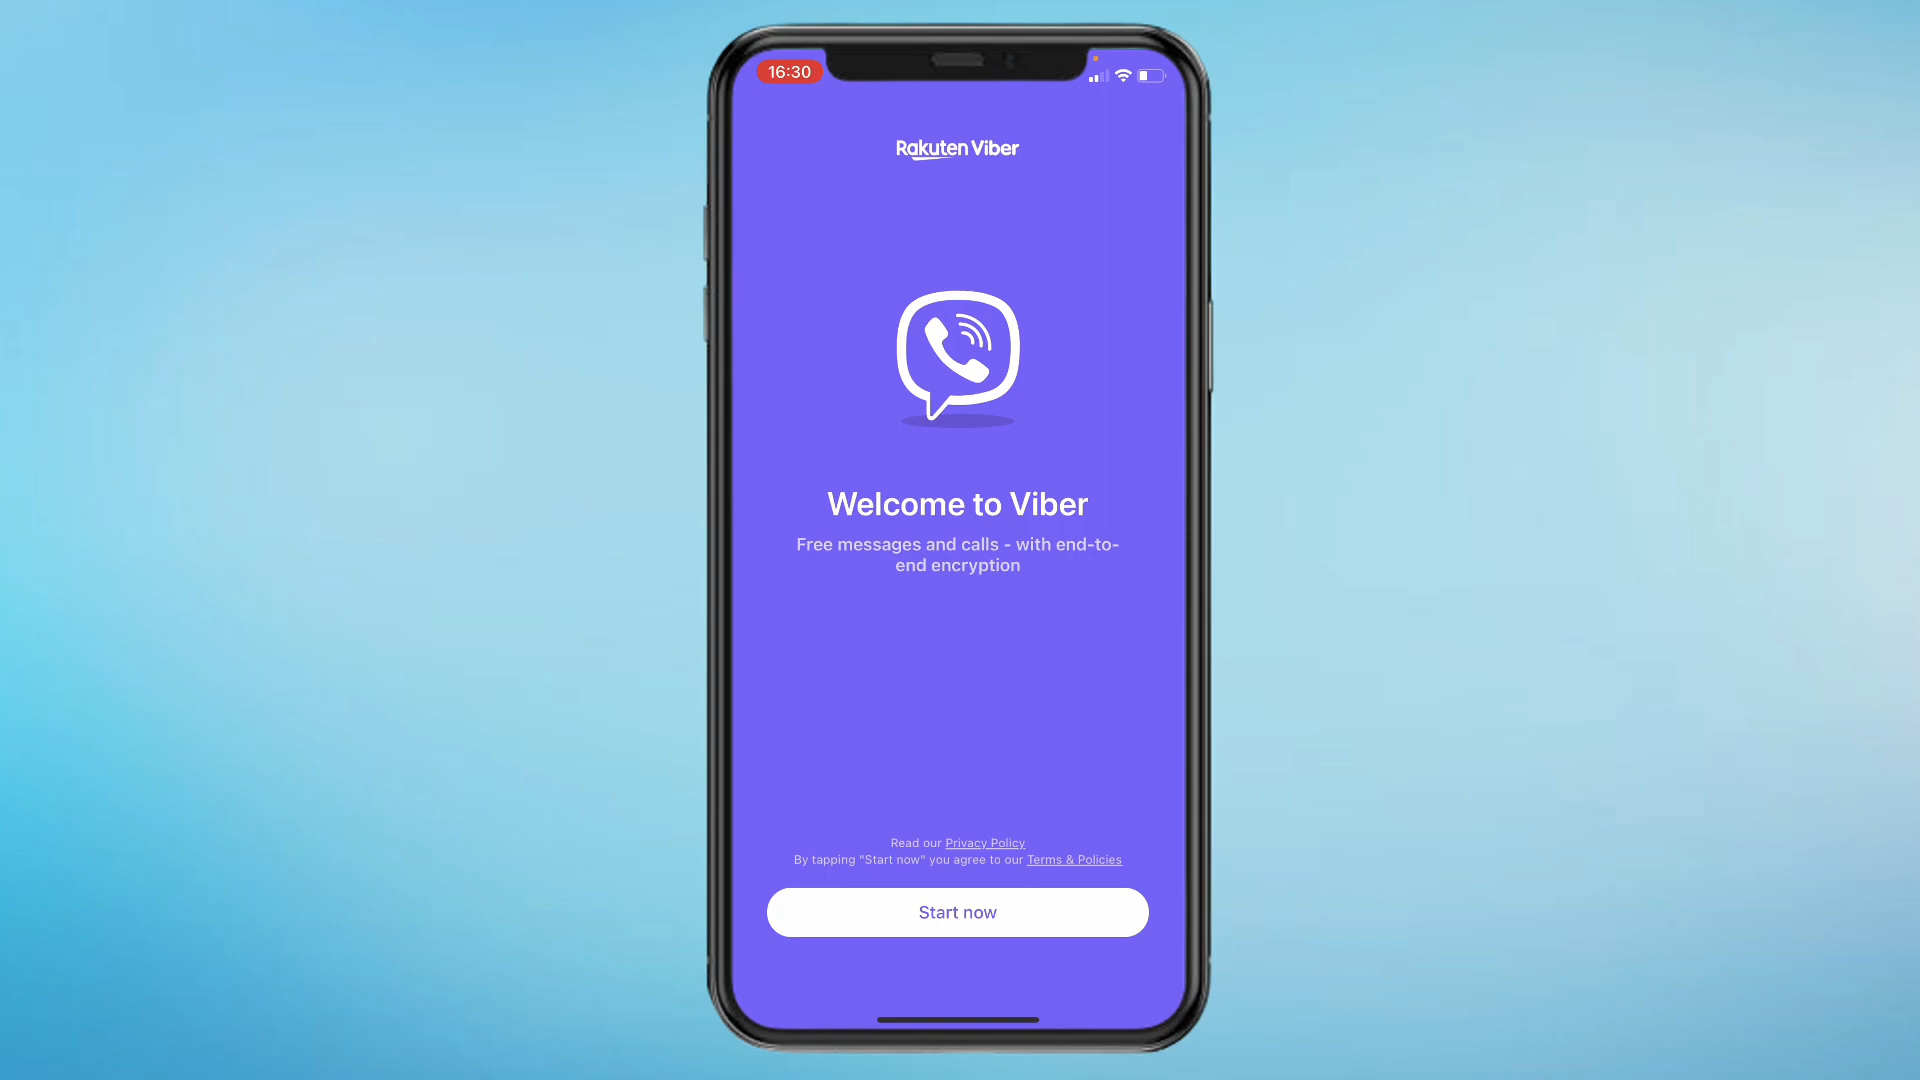 16:30
Rakuten Viber
Welcome to Viber
Free messages and calls - with end-to-
end encryption
Read our Privacy Policy
By tapping "Start now" you agree to our Terms & Policies
Start now